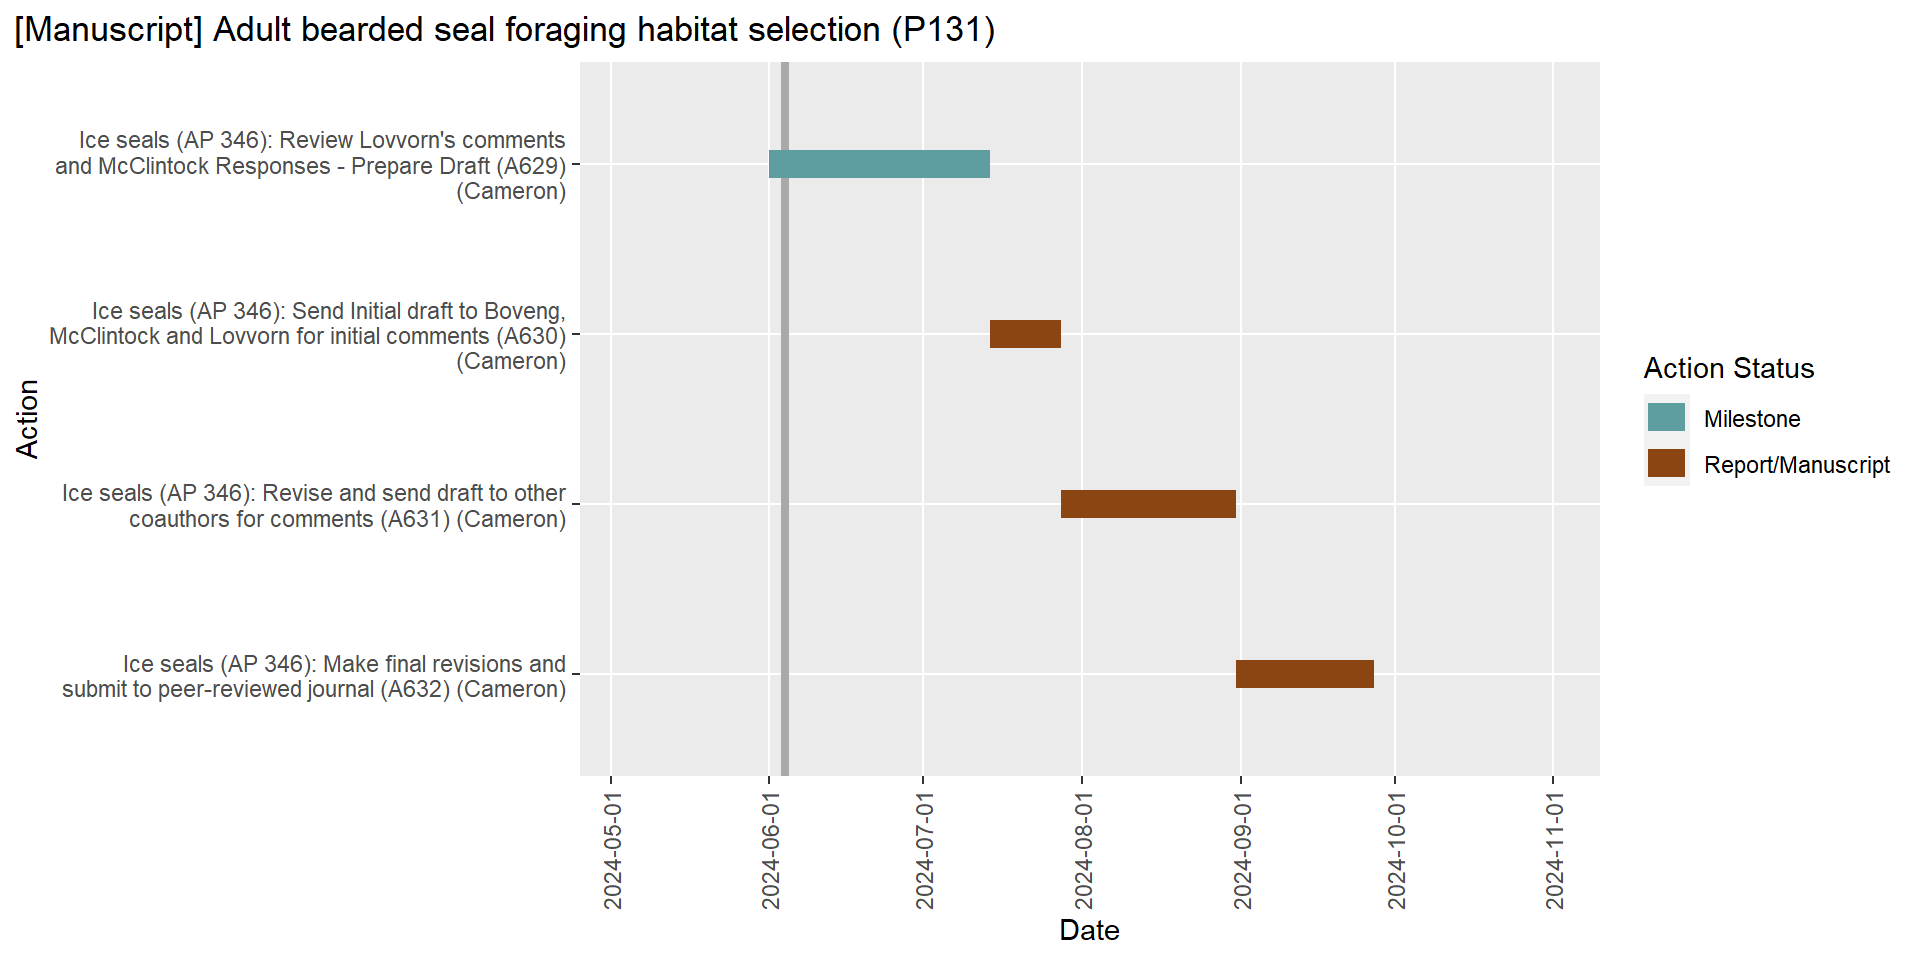 [Manuscript] Adult bearded seal foraging habitat selection (P131)
Ice seals (AP 346): Review Lovvorn's comments
and McClintock Responses - Prepare Draft (A629)
(Cameron)
Ice seals (AP 346): Send Initial draft to Boveng,
McClintock and Lovvorn for initial comments (A630)
(Cameron)
Ice seals (AP 346): Revise and send draft to other
coauthors for comments (A631) (Cameron)
Ice seals (AP 346): Make final revisions and
submit to peer-reviewed journal (A632) (Cameron)
Action
2024-05-01
2024-06-01
2024-07-01
2024-08-01
2024-09-01
2024-10-01
2024-11-01
Date
Action Status
Milestone
Report/Manuscript